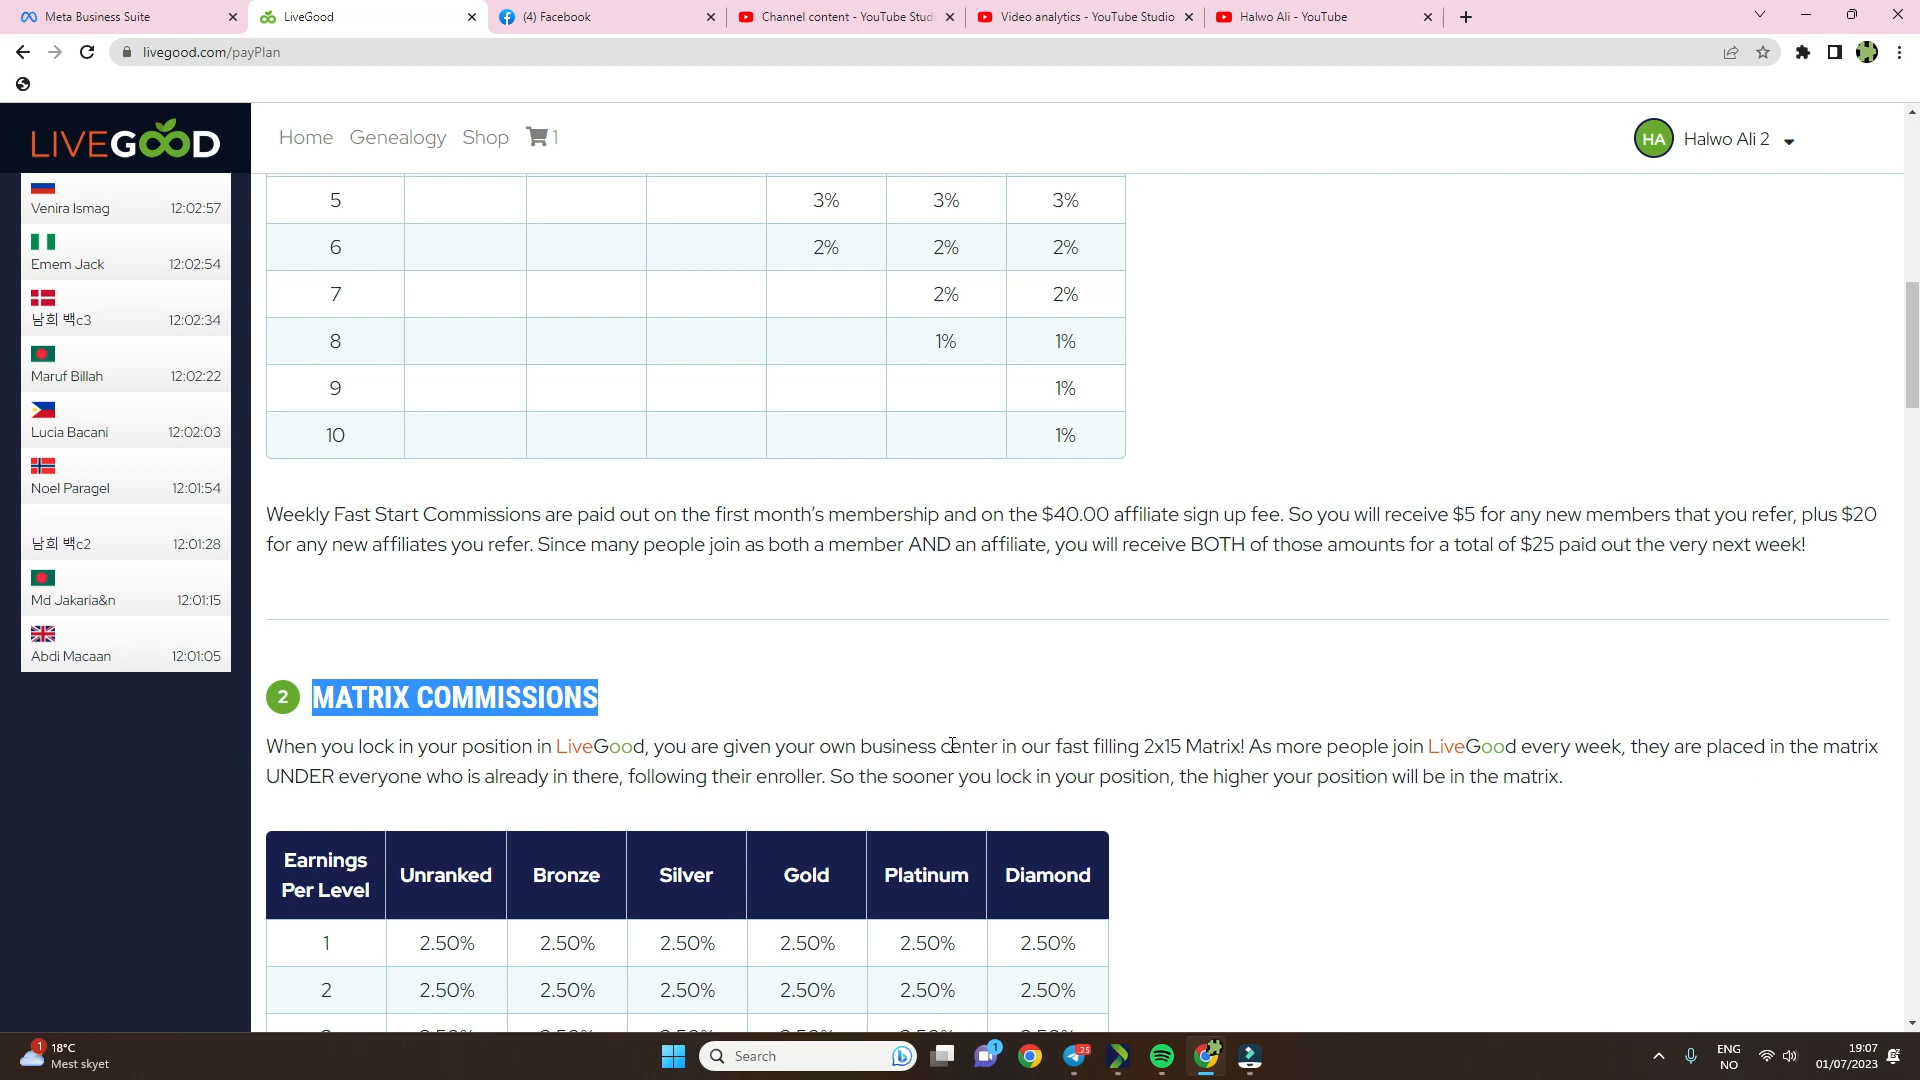 Meta Business Suite
LiveGood
(4) Facebook
Channel content - YouTube Studi
Video analytics - YouTube Studio
Halwo Ali - YouTube
livegood.com/payPlan
LIVEGOOD
Home Genealogy Shop 1
HA Halwo Ali 2
Venira Ismag 12:02:57
Emem Jack 12:02:54
남희 백c3 12:02:34
Maruf Billah 12:02:22
Lucia Bacani 12:02:03
Noel Paragel 12:01:54
남희 백c2 12:01:28
Md Jakaria&n 12:01:15
Abdi Macaan 12:01:05
5 3% 3% 3%
6 2% 2% 2%
7 2% 2%
8 1% 1%
9 1%
10 1%
Weekly Fast Start Commissions are paid out on the first month’s membership and on the $40.00 affiliate sign up fee. So you will receive $5 for any new members that you refer, plus $20
for any new affiliates you refer. Since many people join as both a member AND an affiliate, you will receive BOTH of those amounts for a total of $25 paid out the very next week!
2 MATRIX COMMISSIONS
When you lock in your position in LiveGood, you are given your own business center in our fast filling 2x15 Matrix! As more people join LiveGood every week, they are placed in the matrix
UNDER everyone who is already in there, following their enroller. So the sooner you lock in your position, the higher your position will be in the matrix.
Earnings
Per Level Unranked Bronze Silver Gold Platinum Diamond
1 2.50% 2.50% 2.50% 2.50% 2.50% 2.50%
2 2.50% 2.50% 2.50% 2.50% 2.50% 2.50%
1 18°C
Mest skyet
Search
1
25
ENG
NO
19:07
01/07/2023